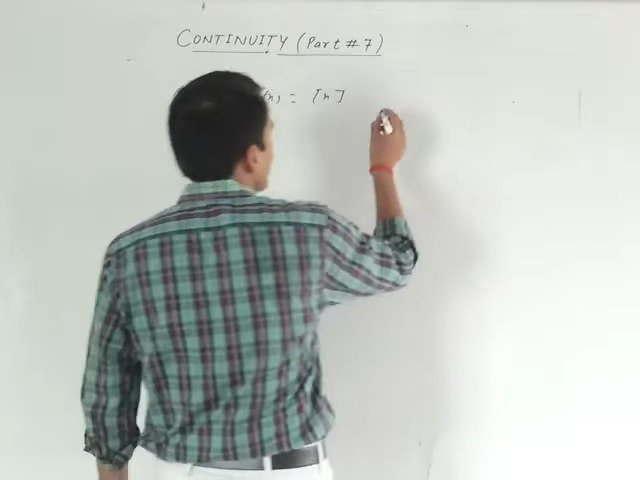 CONTINUITY (Part # 7)
(x) = [x]